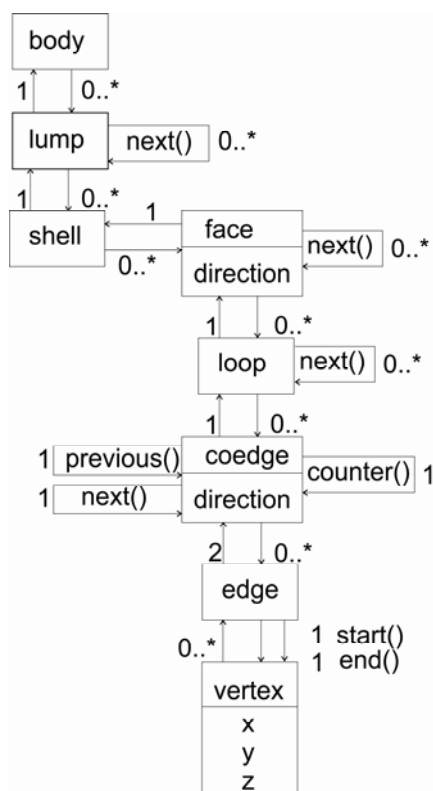 body
1 0..*
lump next() 0..*
1 0..*
shell 1 face
0..* next() 0..*
direction
1 0..*
loop next() 0..*
1 0..*
1 previous() coedge counter() 1
1 next() direction
2 0..*
edge
0..* 1 start()
1 end()
vertex
x
y
z